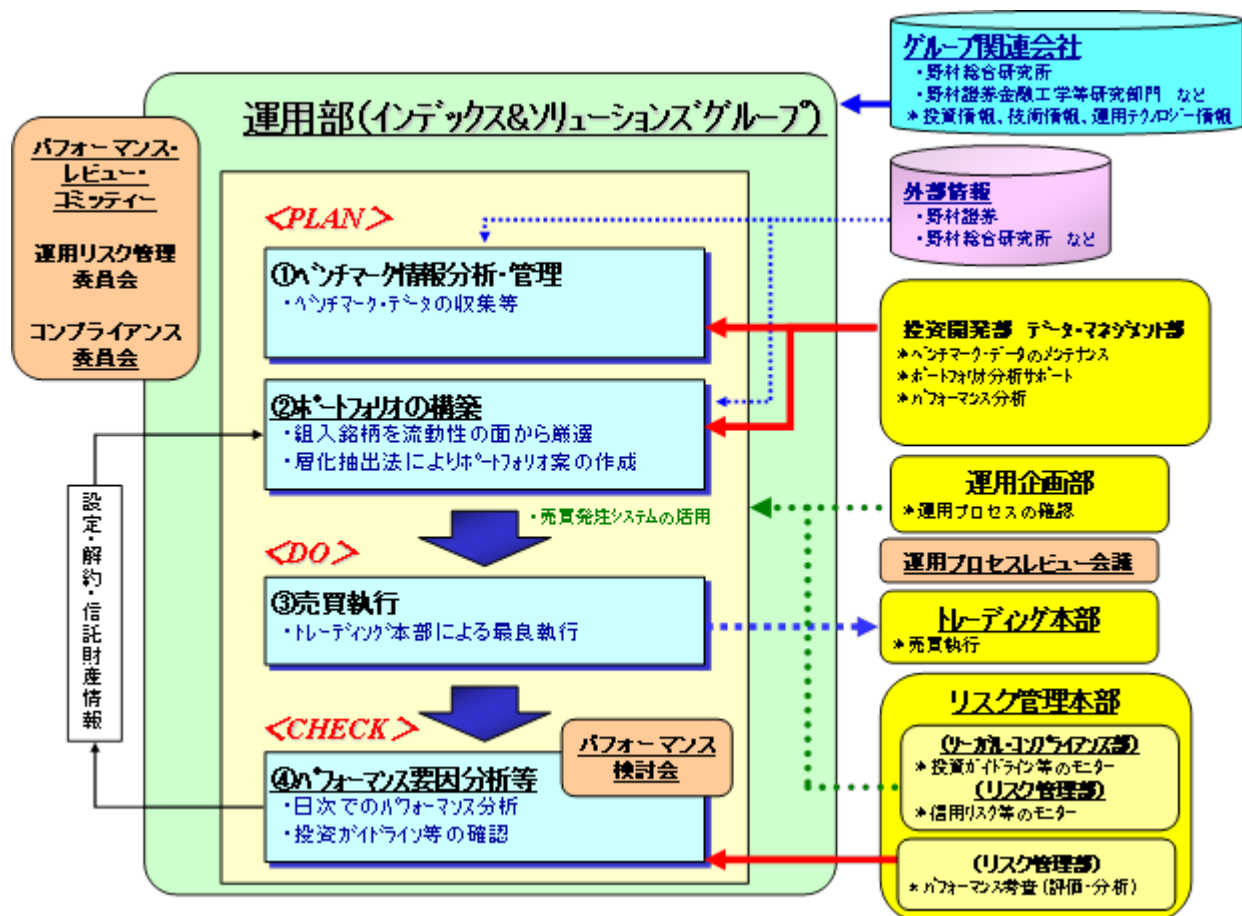 グループ関連会社
・野村総合研究所
・野村證券金融工学等研究部門 など
＊投資情報、技術情報、運用テクノロジー情報
運用部(インデックス&ソリューションズグループ)
パフォーマンス・
レビュー・
コミッティー
運用リスク管理
委員会
コンプライアンス
委員会
外部情報
・野村證券
・野村総合研究所 など
<PLAN>
①ベンチマーク情報分析・管理
・ベンチマーク・データの収集等
投資開発部 データ・マネジメント部
＊ベンチマーク・データのメンテナンス
＊ポートフォリオ分析サポート
＊パフォーマンス分析
②ポートフォリオの構築
・組入銘柄を流動性の面から厳選
・層化抽出法によりポートフォリオ案の作成
設定・解約・信託財産情報
・売買発注システムの活用
運用企画部
＊運用プロセスの確認
運用プロセスレビュー会議
<DO>
③売買執行
・トレーディング本部による最良執行
トレーディング本部
＊売買執行
<CHECK>
④パフォーマンス要因分析等
・日次でのパフォーマンス分析
・投資ガイドライン等の確認
パフォーマンス
検討会
リスク管理本部
(リーガル・コンプライアンス部)
＊投資ガイドライン等のモニター
(リスク管理部)
＊信用リスク等のモニター
(リスク管理部)
＊パフォーマンス考査(評価・分析)